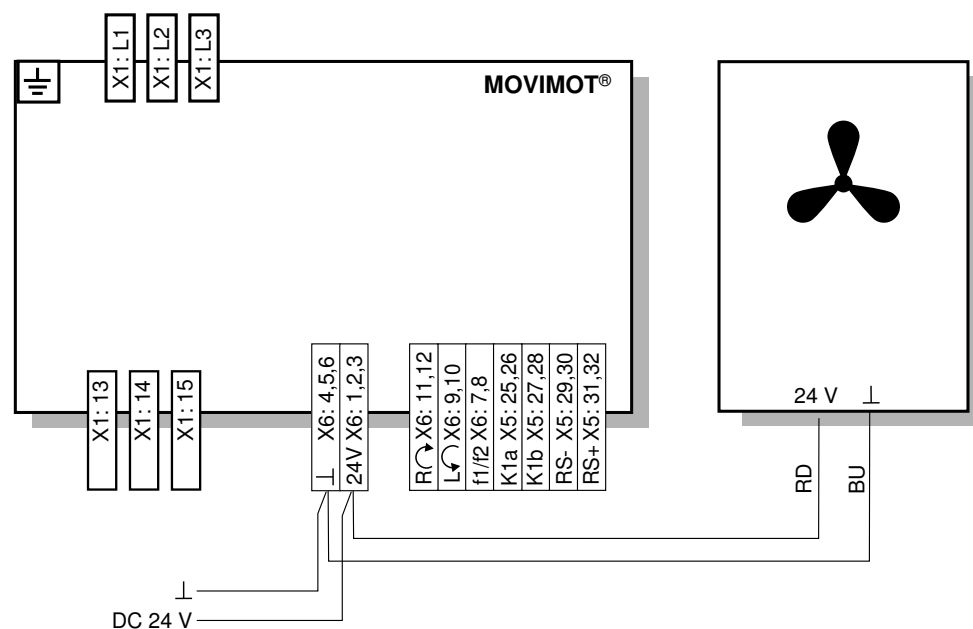 X1: L1
X1: L2
X1: L3
MOVIMOT®
X1: 13
X1: 14
X1: 15
⊥ X6: 4,5,6
24V X6: 1,2,3
R X6: 11,12
L X6: 9,10
f1/f2 X6: 7,8
K1a X5: 25,26
K1b X5: 27,28
RS- X5: 29,30
RS+ X5: 31,32
24 V ⊥
RD
BU
⊥
DC 24 V